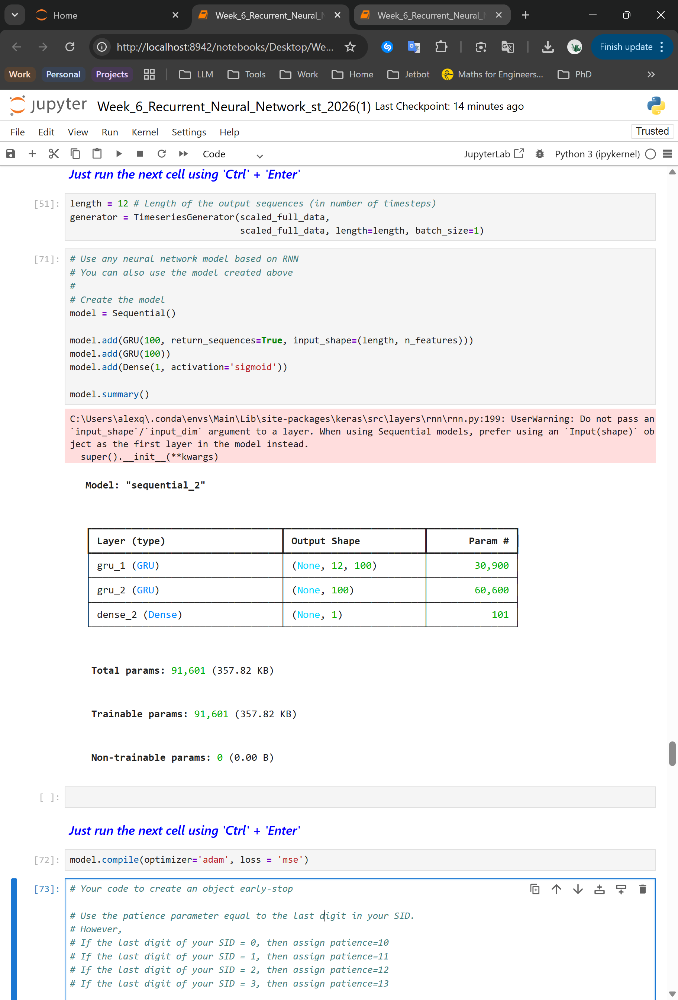 Home
Week_6_Recurrent_Neural_N
Week_6_Recurrent_Neural_N
http://localhost:8942/notebooks/Desktop/We...
Finish update
Work
Personal
Projects
LLM
Tools
Work
Home
Jetbot
Maths for Engineers...
PhD
jupyter
Week_6_Recurrent_Neural_Network_st_2026(1) Last Checkpoint: 14 minutes ago
File Edit View Run Kernel Settings Help
Trusted
Code
JupyterLab
Python 3 (ipykernel)
Just run the next cell using 'Ctrl' + 'Enter'
[51]:
length = 12 # Length of the output sequences (in number of timesteps)
generator = TimeseriesGenerator(scaled_full_data,
scaled_full_data, length=length, batch_size=1)
[71]:
# Use any neural network model based on RNN
# You can also use the model created above
#
# Create the model
model = Sequential()
model.add(GRU(100, return_sequences=True, input_shape=(length, n_features)))
model.add(GRU(100))
model.add(Dense(1, activation='sigmoid'))
model.summary()
C:\Users\alexq\.conda\envs\Main\Lib\site-packages\keras\src\layers\rnn\rnn.py:199: UserWarning: Do not pass an
`input_shape`/`input_dim` argument to a layer. When using Sequential models, prefer using an `Input(shape)` ob
ject as the first layer in the model instead.
super().__init__(**kwargs)
Model: "sequential_2"
Layer (type) Output Shape Param #
gru_1 (GRU) (None, 12, 100) 30,900
gru_2 (GRU) (None, 100) 60,600
dense_2 (Dense) (None, 1) 101
Total params: 91,601 (357.82 KB)
Trainable params: 91,601 (357.82 KB)
Non-trainable params: 0 (0.00 B)
[ ]:
Just run the next cell using 'Ctrl' + 'Enter'
[72]:
model.compile(optimizer='adam', loss = 'mse')
[73]:
# Your code to create an object early-stop
# Use the patience parameter equal to the last digit in your SID.
# However,
# If the last digit of your SID = 0, then assign patience=10
# If the last digit of your SID = 1, then assign patience=11
# If the last digit of your SID = 2, then assign patience=12
# If the last digit of your SID = 3, then assign patience=13